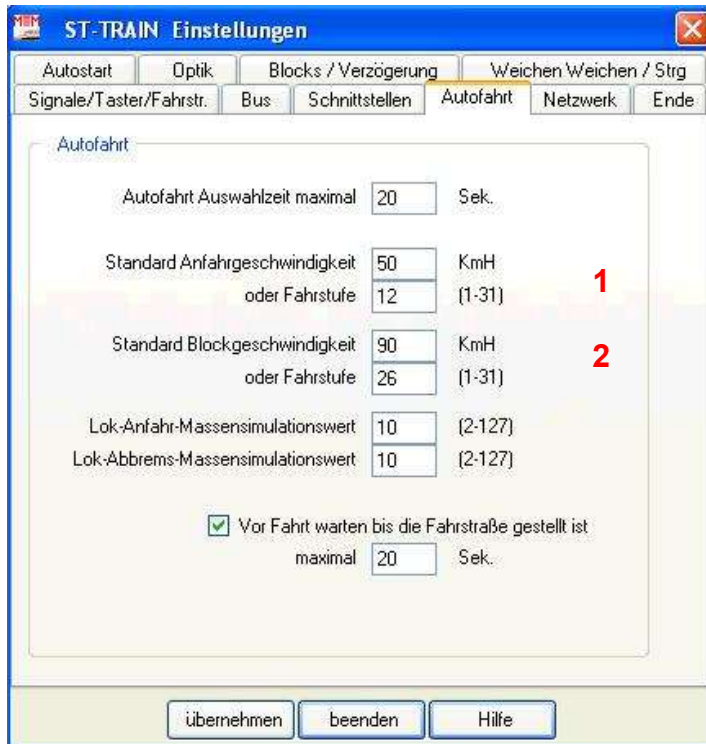 MEM ST-TRAIN Einstellungen
Autostart Optik Blocks / Verzögerung Weichen Weichen / Strg
Signale/Taster/Fahrstr. Bus Schnittstellen Autofahrt Netzwerk Ende
Autofahrt
Autofahrt Auswahlzeit maximal 20 Sek.
Standard Anfahrgeschwindigkeit 50 KmH
oder Fahrstufe 12 (1-31) 1
Standard Blockgeschwindigkeit 90 KmH 2
oder Fahrstufe 26 (1-31)
Lok-Anfahr-Massensimulationswert 10 (2-127)
Lok-Abbrems-Massensimulationswert 10 (2-127)
Vor Fahrt warten bis die Fahrstraße gestellt ist
maximal 20 Sek.
übernehmen beenden Hilfe